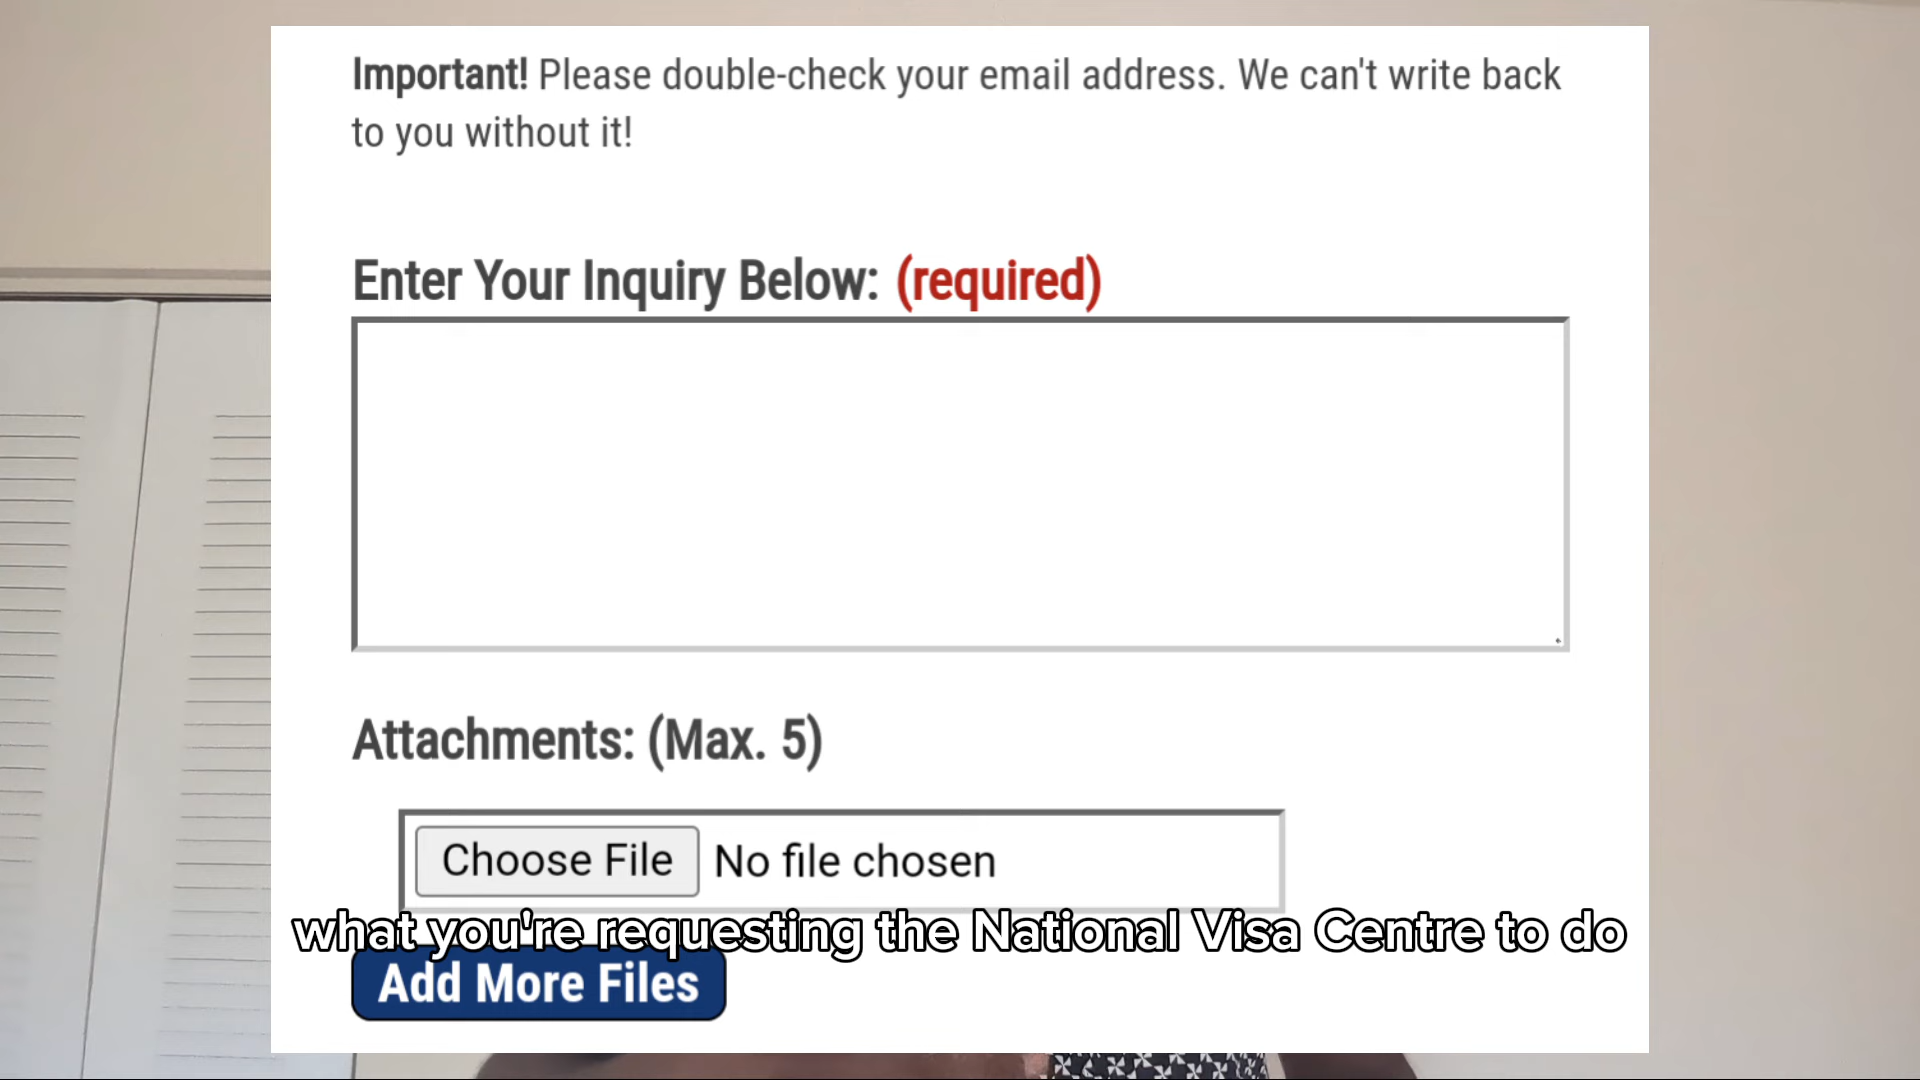 Important! Please double-check your email address. We can't write back
to you without it!
Enter Your Inquiry Below: (required)
Attachments: (Max. 5)
Choose File No file chosen
what you're requesting the National Visa Centre to do
Add More Files